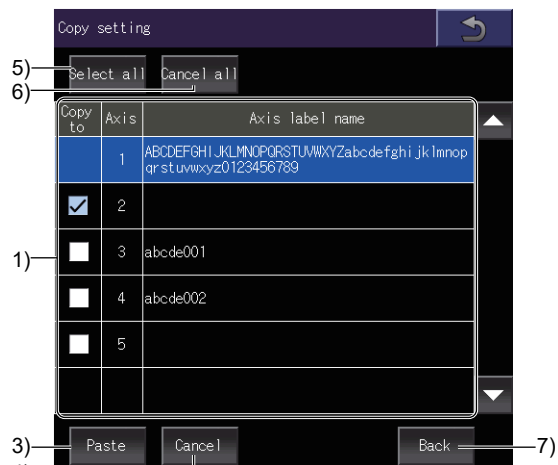 Copy setting
5)
Select all
Cancel all
6)
Copy to
Axis
Axis label name
1
ABCDEFGHIJKLMNOPQRSTUVWXYZabcdefghijklmnop
qrstuvwxyz0123456789
2
1)
3
abcde001
4
abcde002
5
3)
Paste
Cancel
Back
7)